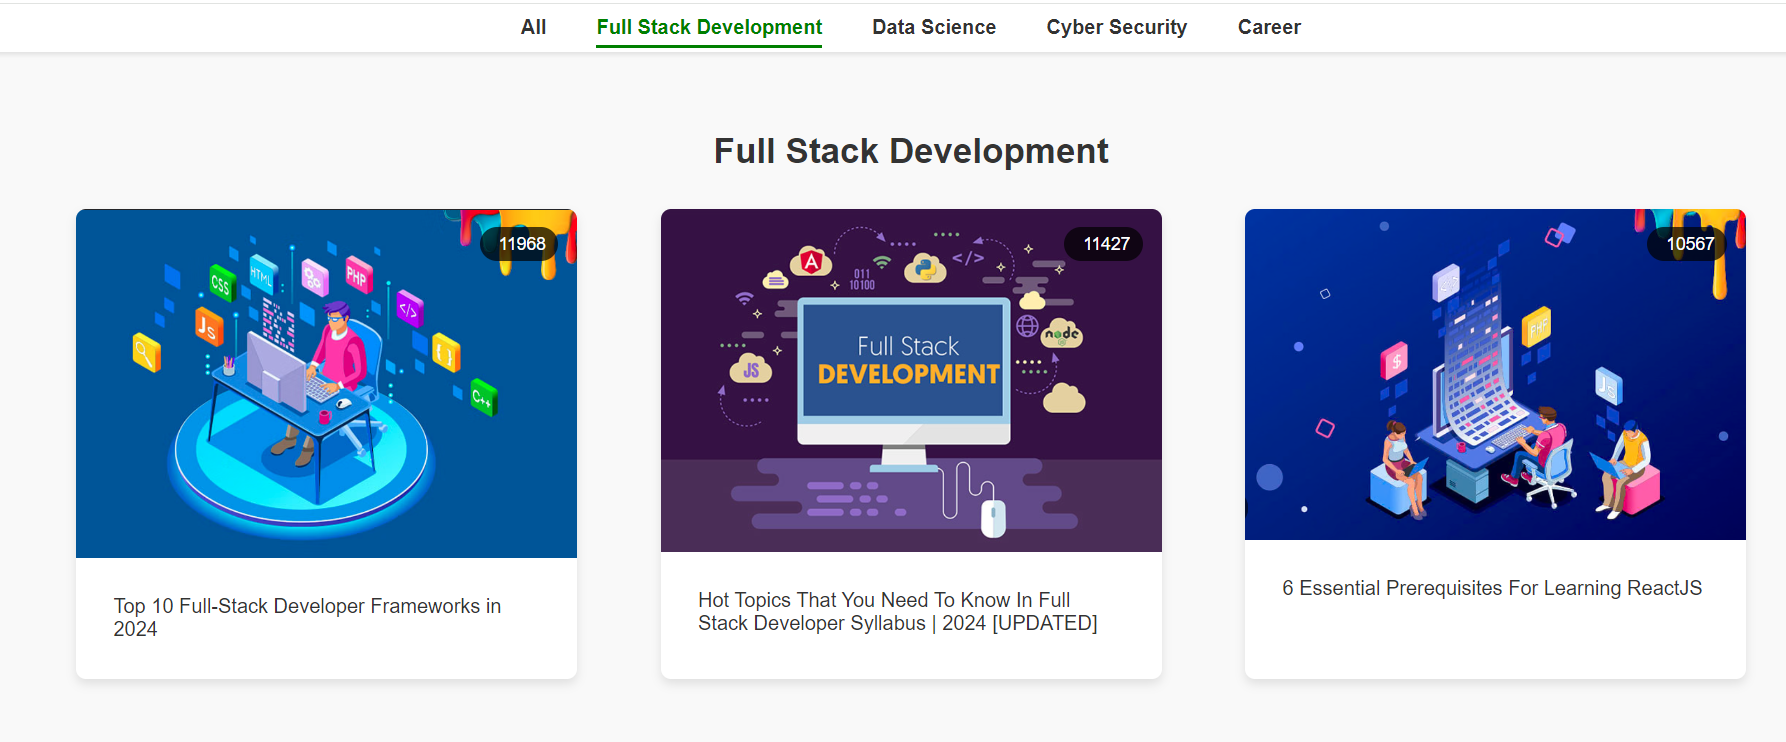 All Full Stack Development Data Science Cyber Security Career
Full Stack Development
11968
CSS
HTML
PHP
JS
</>
{ }
C++
Top 10 Full-Stack Developer Frameworks in
2024
11427
A
</>
011
10100
node
JS
Full Stack
DEVELOPMENT
Hot Topics That You Need To Know In Full
Stack Developer Syllabus | 2024 [UPDATED]
10567
PHP
$
JS
6 Essential Prerequisites For Learning ReactJS